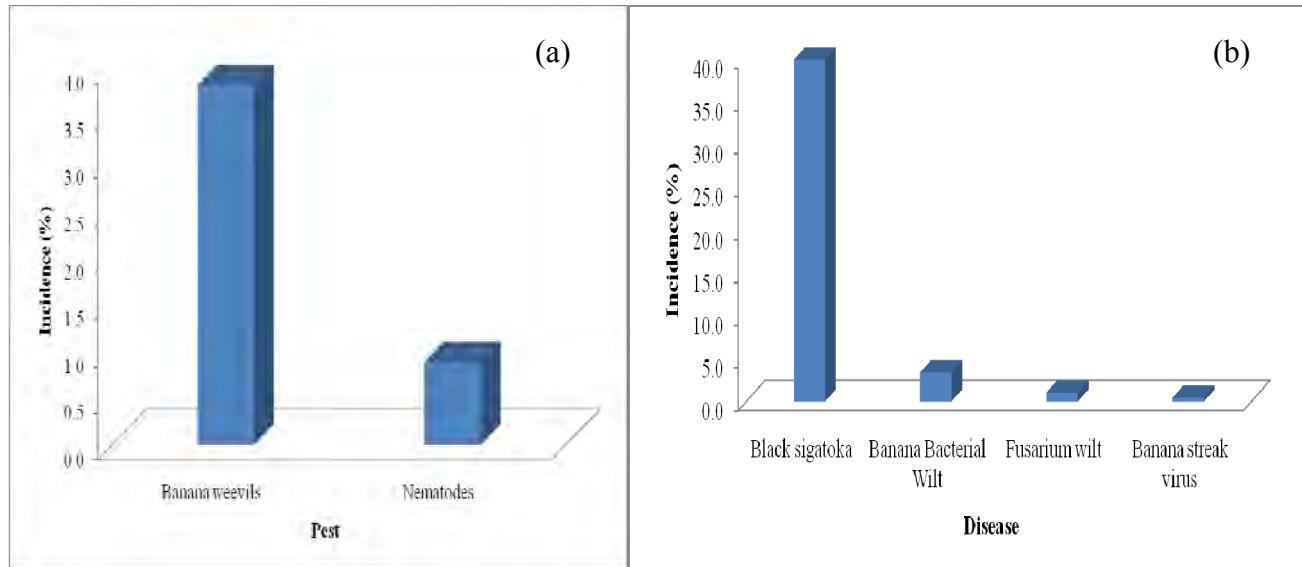 (a)
Incidence (%)
4.0
3.5
3.0
2.5
2.0
1.5
1.0
0.5
0.0
Banana weevils
Nematodes
Pest
(b)
Incidence (%)
40.0
35.0
30.0
25.0
20.0
15.0
10.0
5.0
0.0
Black sigatoka
Banana Bacterial
Wilt
Fusarium wilt
Banana streak
virus
Disease